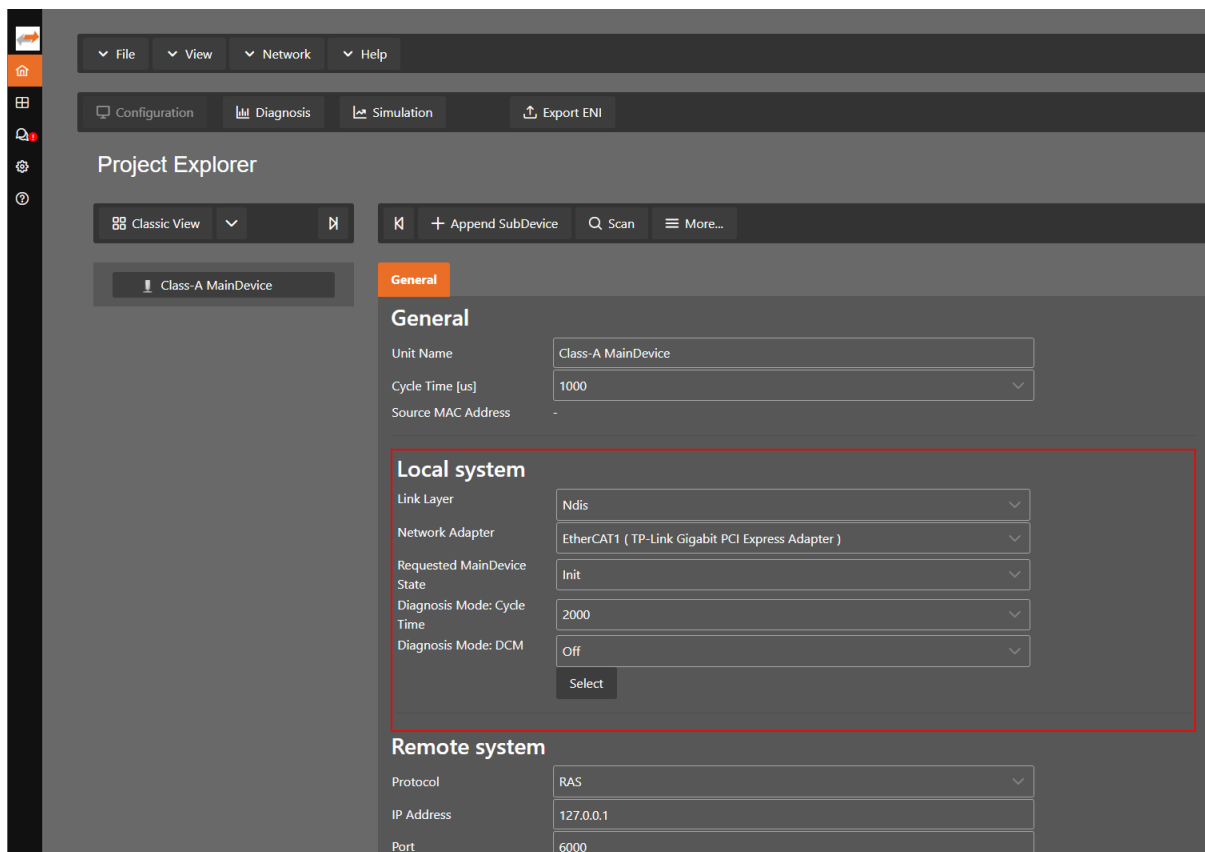 File View Network Help
Configuration Diagnosis Simulation Export ENI
Project Explorer
Classic View
Append SubDevice Scan More...
Class-A MainDevice
General
General
Unit Name Class-A MainDevice
Cycle Time [us] 1000
Source MAC Address -
Local system
Link Layer Ndis
Network Adapter EtherCAT1 ( TP-Link Gigabit PCI Express Adapter )
Requested MainDevice
State
Init
Diagnosis Mode: Cycle
Time
2000
Diagnosis Mode: DCM Off
Select
Remote system
Protocol RAS
IP Address 127.0.0.1
Port 6000